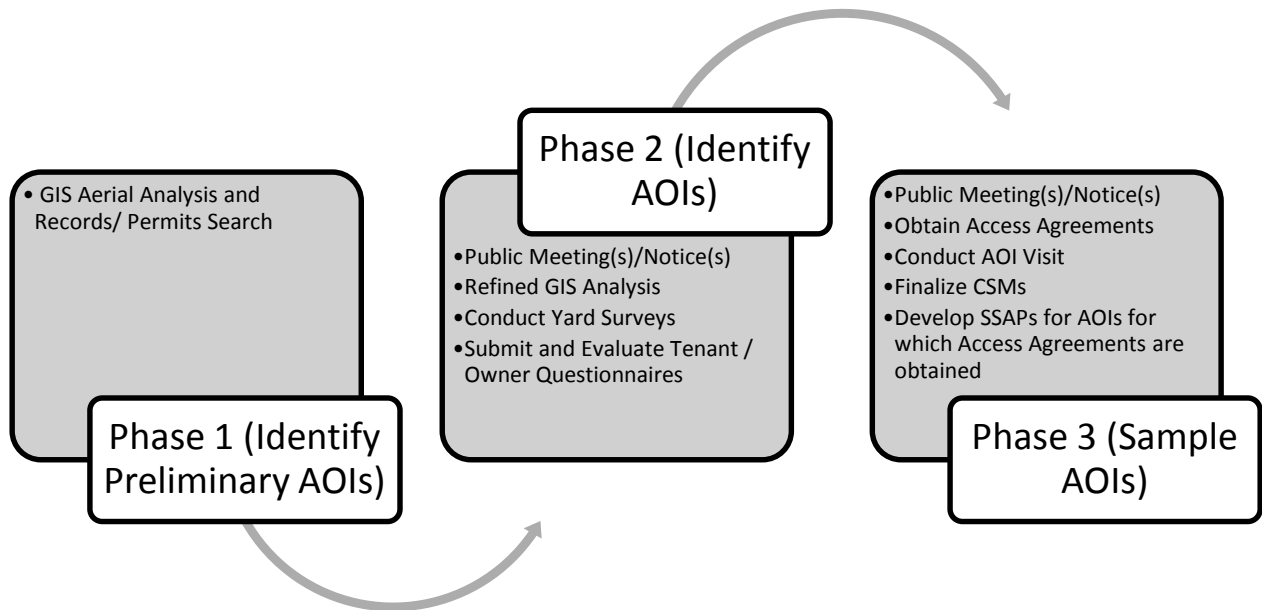 • GIS Aerial Analysis and
Records/ Permits Search
Phase 1 (Identify
Preliminary AOIs)
Phase 2 (Identify
AOIs)
•Public Meeting(s)/Notice(s)
•Refined GIS Analysis
•Conduct Yard Surveys
•Submit and Evaluate Tenant /
Owner Questionnaires
•Public Meeting(s)/Notice(s)
•Obtain Access Agreements
•Conduct AOI Visit
•Finalize CSMs
•Develop SSAPs for AOIs for
which Access Agreements are
obtained
Phase 3 (Sample
AOIs)